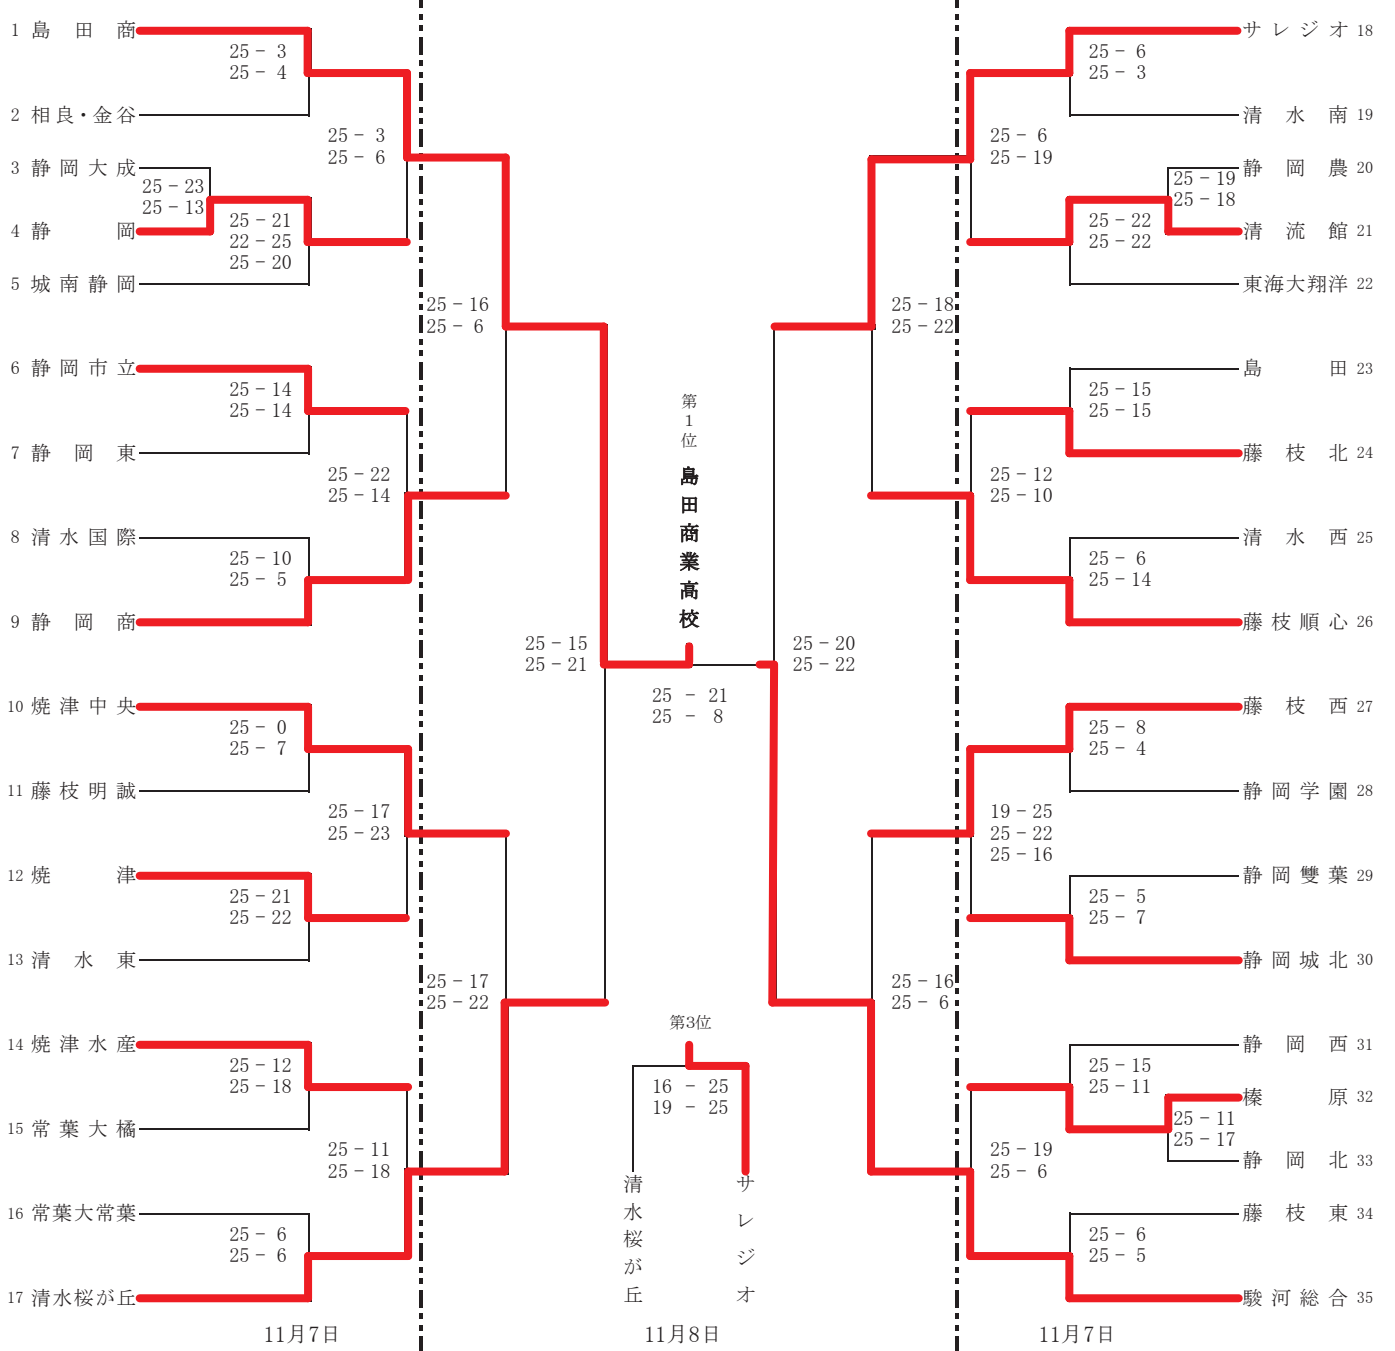 1 島田商
25 − 3
25 − 4
2 相良・金谷
25 − 3
25 − 6
3 静岡大成
25 − 23
25 − 13
4 静岡
25 − 21
22 − 25
25 − 20
5 城南静岡
25 − 16
25 − 6
6 静岡市立
25 − 14
25 − 14
7 静岡東
25 − 22
25 − 14
8 清水国際
25 − 10
25 − 5
9 静岡商
25 − 15
25 − 21
10 焼津中央
25 − 0
25 − 7
11 藤枝明誠
25 − 17
25 − 23
12 焼津
25 − 21
25 − 22
13 清水東
25 − 17
25 − 22
14 焼津水産
25 − 12
25 − 18
15 常葉大橘
25 − 11
25 − 18
16 常葉大常葉
25 − 6
25 − 6
17 清水桜が丘
11月7日
第1位
島田商業高校
25 − 21
25 − 8
第3位
16 − 25
19 − 25
清水桜が丘
サレジオ
11月8日
サレジオ 18
25 − 6
25 − 3
清水南 19
25 − 6
25 − 19
静岡農 20
25 − 19
25 − 18
清流館 21
25 − 22
25 − 22
東海大翔洋 22
25 − 18
25 − 22
島田 23
25 − 15
25 − 15
藤枝北 24
25 − 12
25 − 10
清水西 25
25 − 6
25 − 14
藤枝順心 26
25 − 20
25 − 22
藤枝西 27
25 − 8
25 − 4
静岡学園 28
19 − 25
25 − 22
25 − 16
静岡雙葉 29
25 − 5
25 − 7
静岡城北 30
25 − 16
25 − 6
静岡西 31
25 − 15
25 − 11
榛原 32
25 − 11
25 − 17
静岡北 33
25 − 19
25 − 6
藤枝東 34
25 − 6
25 − 5
駿河総合 35
11月7日